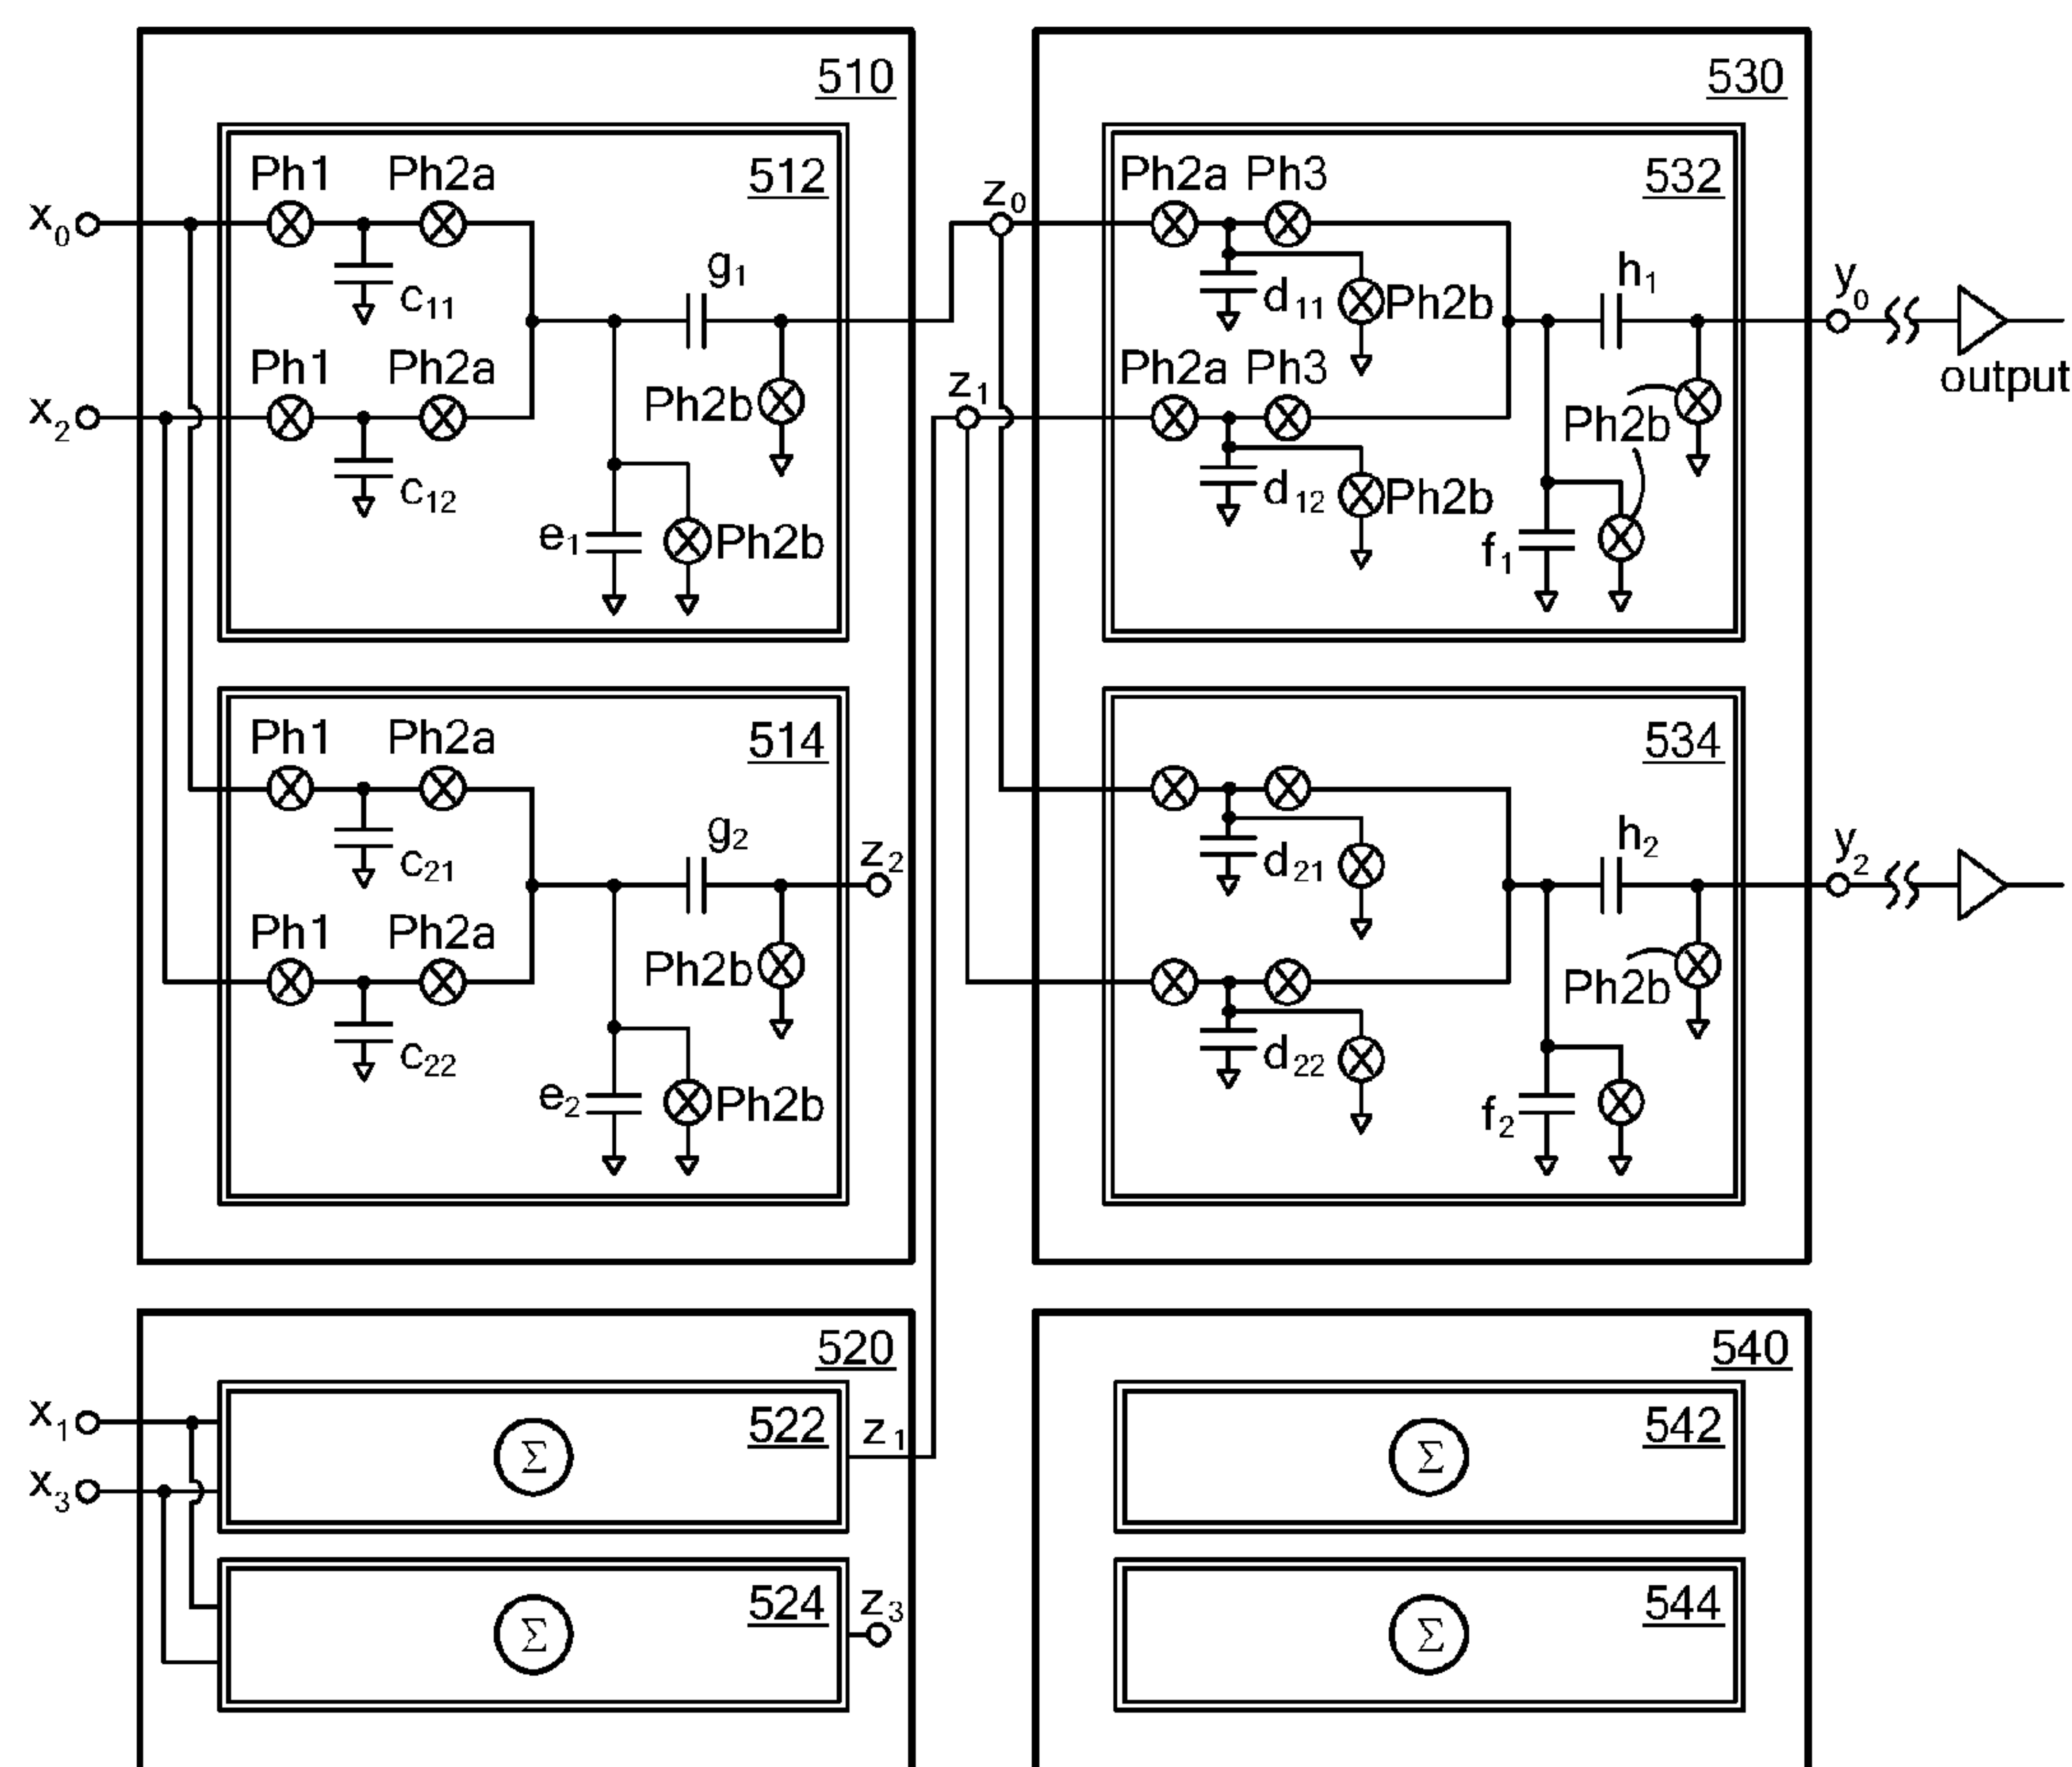 510
530
Ph1 Ph2a 512
Ph2a Ph3 532
x0
z0
c11
g1
d11 Ph2b
h1
y0
Ph1 Ph2a
Ph2b
z1
Ph2a Ph3
Ph2b
output
x2
c12
d12 Ph2b
e1 Ph2b
f1
Ph1 Ph2a 514
534
c21
g2
z2
d21
h2
y2
Ph1 Ph2a
Ph2b
Ph2b
c22
d22
e2 Ph2b
f2
520
540
x1
Σ 522 z1
Σ 542
x3
Σ 524 z3
Σ 544